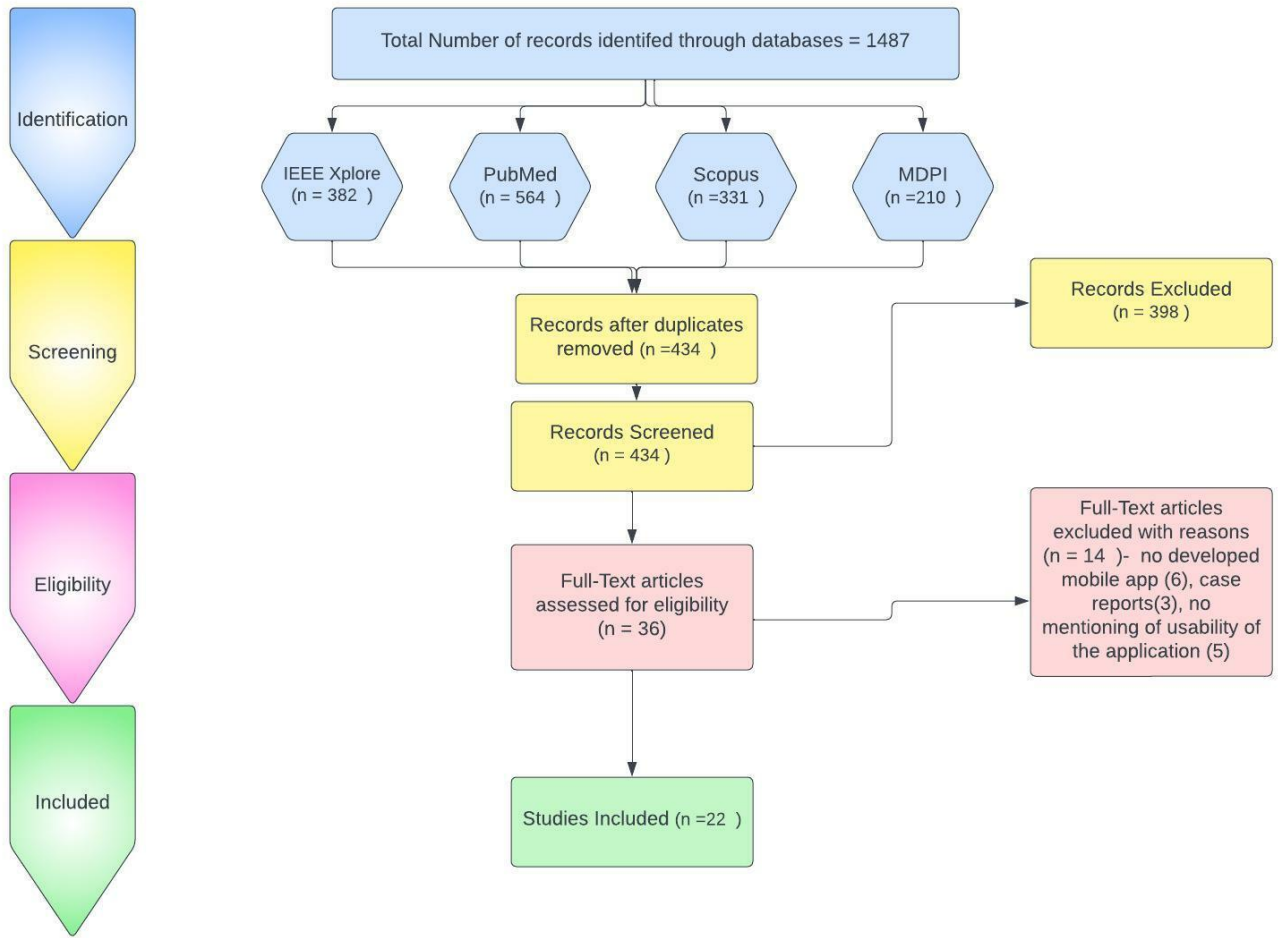 Total Number of records identifed through databases = 1487
Identification
IEEE Xplore
(n = 382  )
PubMed
(n = 564  )
Scopus
(n =331  )
MDPI
(n =210  )
Records after duplicates
removed (n =434  )
Records Excluded
(n = 398 )
Screening
Records Screened
(n = 434 )
Eligibility
Full-Text articles
assessed for eligibility
(n = 36)
Full-Text articles
excluded with reasons
(n = 14  )-  no developed
mobile app (6), case
reports(3), no
mentioning of usability of
the application (5)
Included
Studies Included (n =22  )